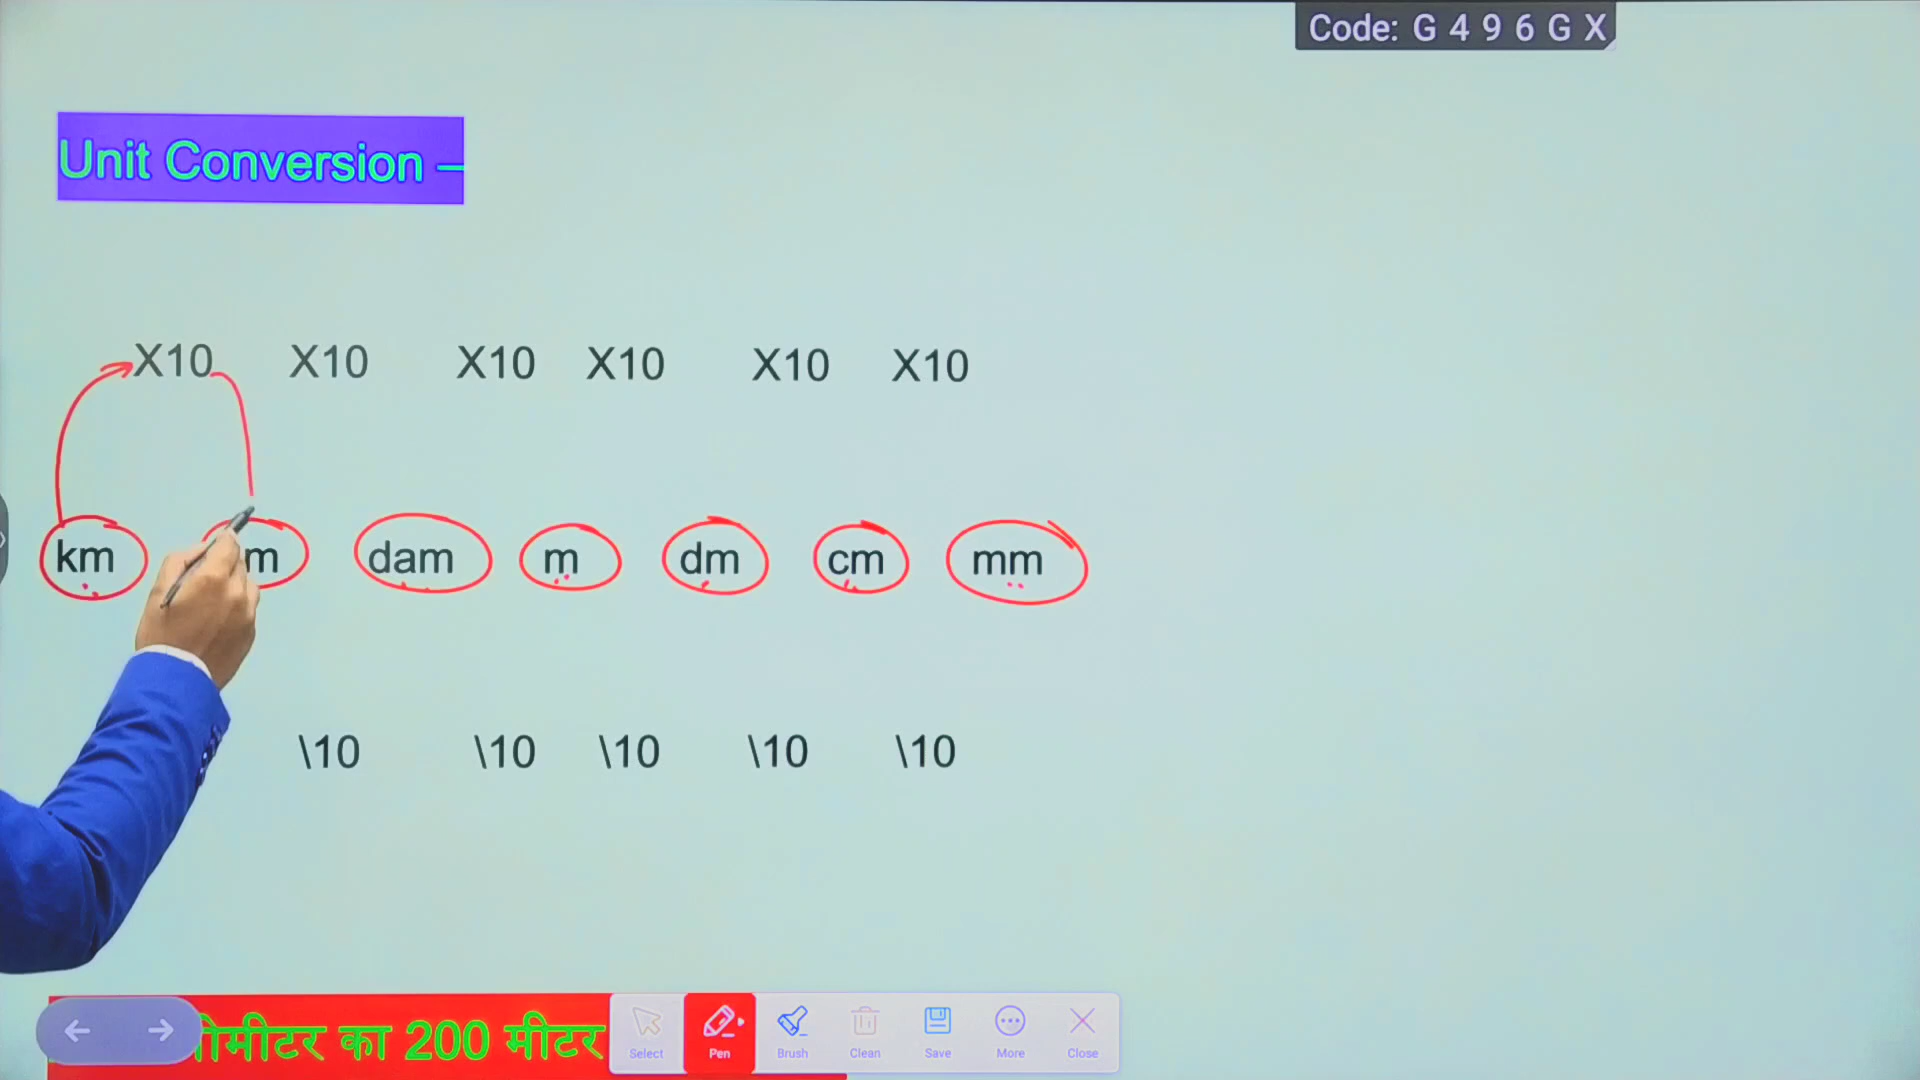 Code: G 4 9 6 G X
Unit Conversion –
X10 X10 X10 X10 X10 X10
km m dam m dm cm mm
\10 \10 \10 \10 \10
का 200 मीटर
Select Pen Brush Clean Save More Close